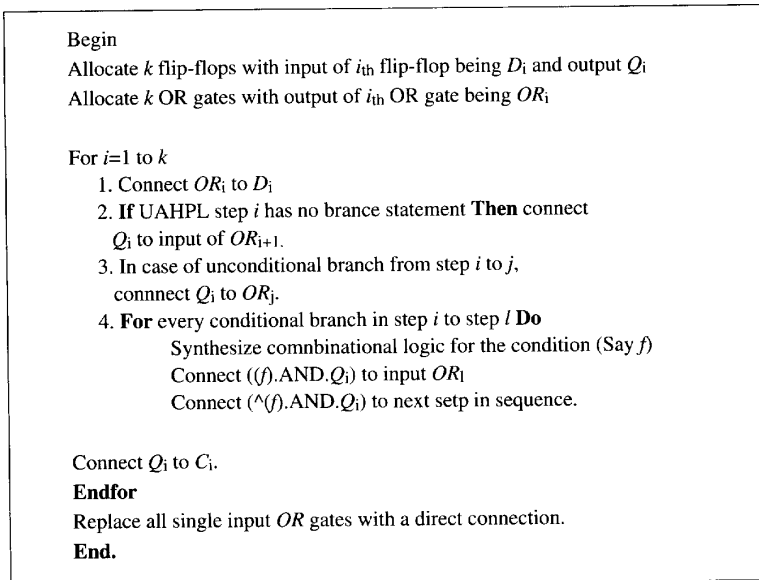 Begin
Allocate k flip-flops with input of ith flip-flop being Di and output Qi
Allocate k OR gates with output of ith OR gate being ORi
For i=1 to k
1. Connect ORi to Di
2. If UAHPL step i has no brance statement Then connect
Qi to input of ORi+1.
3. In case of unconditional branch from step i to j,
connnect Qi to ORj.
4. For every conditional branch in step i to step l Do
Synthesize comnbinational logic for the condition (Say f)
Connect ((f).AND.Qi) to input ORl
Connect (^(f).AND.Qi) to next setp in sequence.
Connect Qi to Ci.
Endfor
Replace all single input OR gates with a direct connection.
End.